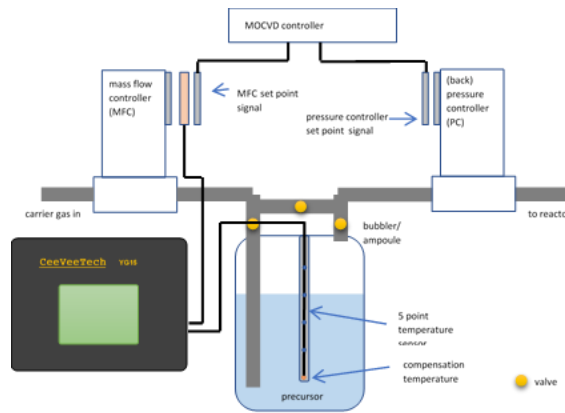 MOCVD controller
mass flow
controller
(MFC)
MFC set point
signal
pressure controller
set point signal
(back)
pressure
controller
(PC)
carrier gas in
to reacto
bubbler/
ampoule
CeeVeeTech YG16
5 point
temperature
sensor
compensation
temperature
precursor
valve